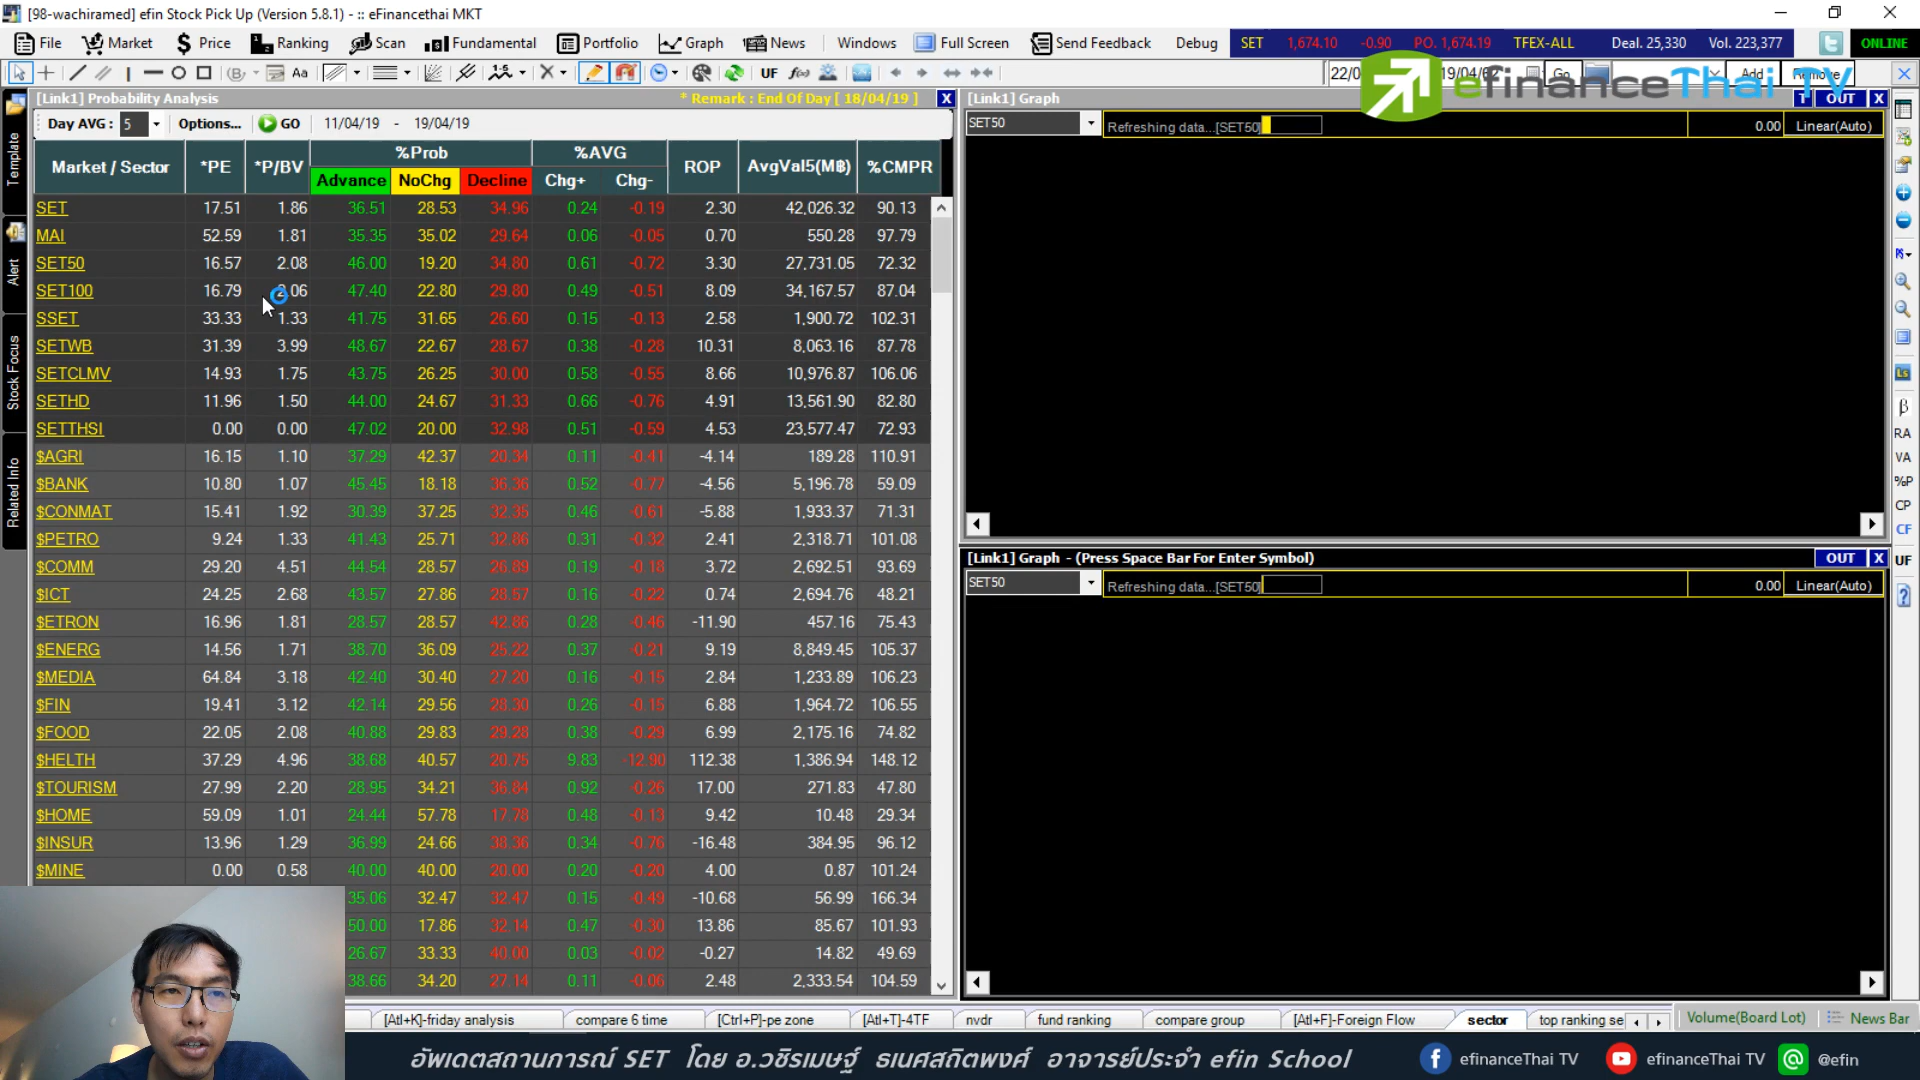 [98-wachiramed] efin Stock Pick Up (Version 5.8.1) - :: eFinancethai MKT
File Market Price Ranking Scan Fundamental Portfolio Graph News Windows Full Screen Send Feedback Debug SET 1,674.10 -0.90 PO. 1,674.19 TFEX-ALL Deal. 25,330 Vol. 223,377 ONLINE
UF 22/0 19/04/62 Go Add Remove
efinanceThai TV
[Link1] Probability Analysis * Remark : End Of Day [ 18/04/19 ] X
Day AVG : 5 Options... GO 11/04/19 - 19/04/19
Market / Sector *PE *P/BV %Prob %AVG ROP AvgVal5(M฿) %CMPR
Advance NoChg Decline Chg+ Chg-
SET 17.51 1.86 36.51 28.53 34.96 0.24 -0.19 2.30 42,026.32 90.13
MAI 52.59 1.81 35.35 35.02 29.64 0.06 -0.05 0.70 550.28 97.79
SET50 16.57 2.08 46.00 19.20 34.80 0.61 -0.72 3.30 27,731.05 72.32
SET100 16.79 2.06 47.40 22.80 29.80 0.49 -0.51 8.09 34,167.57 87.04
SSET 33.33 1.33 41.75 31.65 26.60 0.15 -0.13 2.58 1,900.72 102.31
SETWB 31.39 3.99 48.67 22.67 28.67 0.38 -0.28 10.31 8,063.16 87.78
SETCLMV 14.93 1.75 43.75 26.25 30.00 0.58 -0.55 8.66 10,976.87 106.06
SETHD 11.96 1.50 44.00 24.67 31.33 0.66 -0.76 4.91 13,561.90 82.80
SETTHSI 0.00 0.00 47.02 20.00 32.98 0.51 -0.59 4.53 23,577.47 72.93
$AGRI 16.15 1.10 37.29 42.37 20.34 0.11 -0.41 -4.14 189.28 110.91
$BANK 10.80 1.07 45.45 18.18 36.36 0.52 -0.77 -4.56 5,196.78 59.09
$CONMAT 15.41 1.92 30.39 37.25 32.35 0.46 -0.61 -5.88 1,933.37 71.31
$PETRO 9.24 1.33 41.43 25.71 32.86 0.31 -0.32 2.41 2,318.71 101.08
$COMM 29.20 4.51 44.54 28.57 26.89 0.19 -0.18 3.72 2,692.51 93.69
$ICT 24.25 2.68 43.57 27.86 28.57 0.16 -0.22 0.74 2,694.76 48.21
$ETRON 16.96 1.81 28.57 28.57 42.86 0.28 -0.46 -11.90 457.16 75.43
$ENERG 14.56 1.71 38.70 36.09 25.22 0.37 -0.21 9.19 8,849.45 105.37
$MEDIA 64.84 3.18 42.40 30.40 27.20 0.16 -0.15 2.84 1,233.89 106.23
$FIN 19.41 3.12 42.14 29.56 28.30 0.26 -0.15 6.88 1,964.72 106.55
$FOOD 22.05 2.08 40.88 29.83 29.28 0.38 -0.29 6.99 2,175.16 74.82
$HELTH 37.29 4.96 38.68 40.57 20.75 9.83 -12.90 112.38 1,386.94 148.12
$TOURISM 27.99 2.20 28.95 34.21 36.84 0.92 -0.26 17.00 271.83 47.80
$HOME 59.09 1.01 24.44 57.78 17.78 0.48 -0.13 9.42 10.48 29.34
$INSUR 13.96 1.29 36.99 24.66 38.36 0.34 -0.76 -16.48 384.95 96.12
$MINE 0.00 0.58 40.00 40.00 20.00 0.20 -0.20 4.00 0.87 101.24
35.06 32.47 32.47 0.15 -0.49 -10.68 56.99 166.34
50.00 17.86 32.14 0.47 -0.30 13.86 85.67 101.93
26.67 33.33 40.00 0.03 -0.02 -0.27 14.82 49.69
38.66 34.20 27.14 0.11 -0.06 2.48 2,333.54 104.59
Template
Alert
Stock Focus
Related Info
[Link1] Graph T OUT X
SET50 Refreshing data...[SET50] 0.00 Linear(Auto)
[Link1] Graph - (Press Space Bar For Enter Symbol) OUT X
SET50 Refreshing data...[SET50] 0.00 Linear(Auto)
Ls
β
RA
VA
%P
CP
CF
UF
?
[Atl+K]-friday analysis compare 6 time [Ctrl+P]-pe zone [Atl+T]-4TF nvdr fund ranking compare group [Atl+F]-Foreign Flow sector top ranking se Volume(Board Lot) News Bar
อัพเดตสถานการณ์ SET โดย อ.วชิรเมษฐ์ ธเนศสถิตพงศ์ อาจารย์ประจำ efin School efinanceThai TV efinanceThai TV @efin